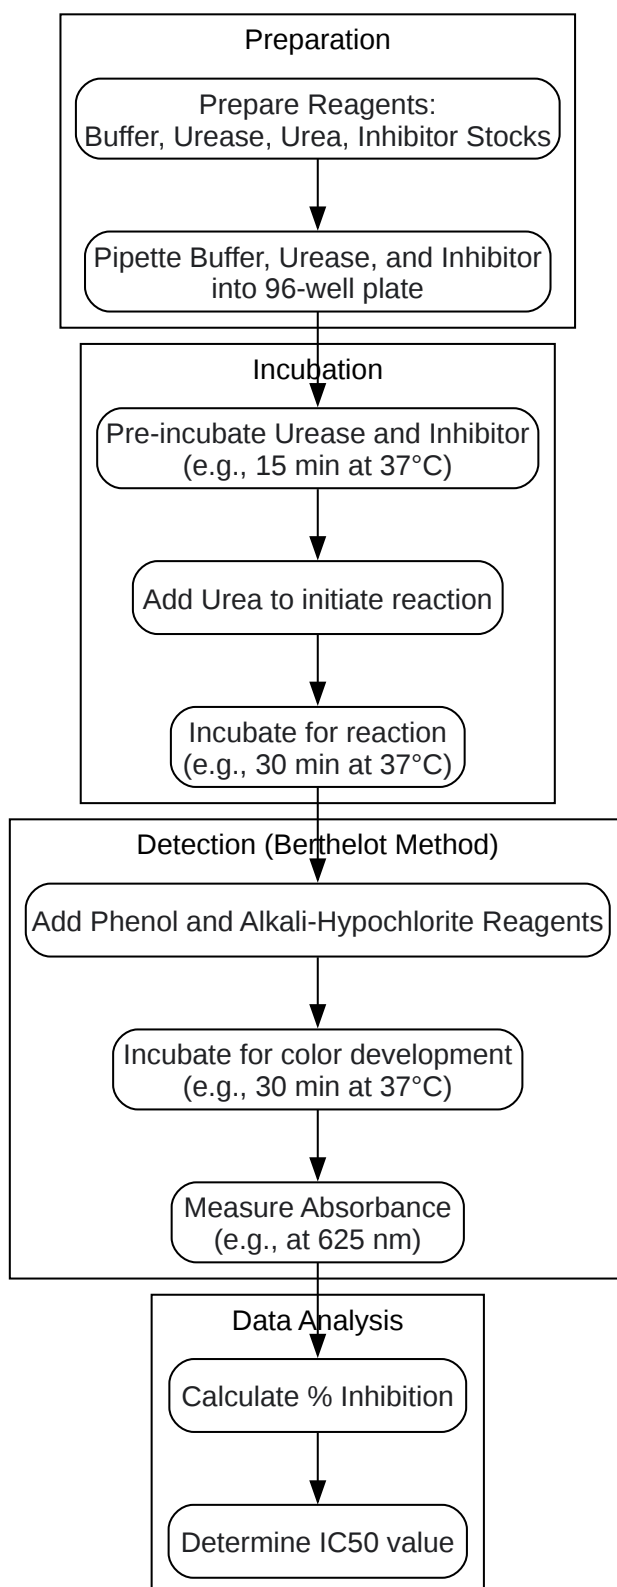 Preparation
Prepare Reagents:
Buffer, Urease, Urea, Inhibitor Stocks
Pipette Buffer, Urease, and Inhibitor
into 96-well plate
Incubation
Pre-incubate Urease and Inhibitor
(e.g., 15 min at 37°C)
Add Urea to initiate reaction
Incubate for reaction
(e.g., 30 min at 37°C)
Detection (Berthelot Method)
Add Phenol and Alkali-Hypochlorite Reagents
Incubate for color development
(e.g., 30 min at 37°C)
Measure Absorbance
(e.g., at 625 nm)
Data Analysis
Calculate % Inhibition
Determine IC50 value